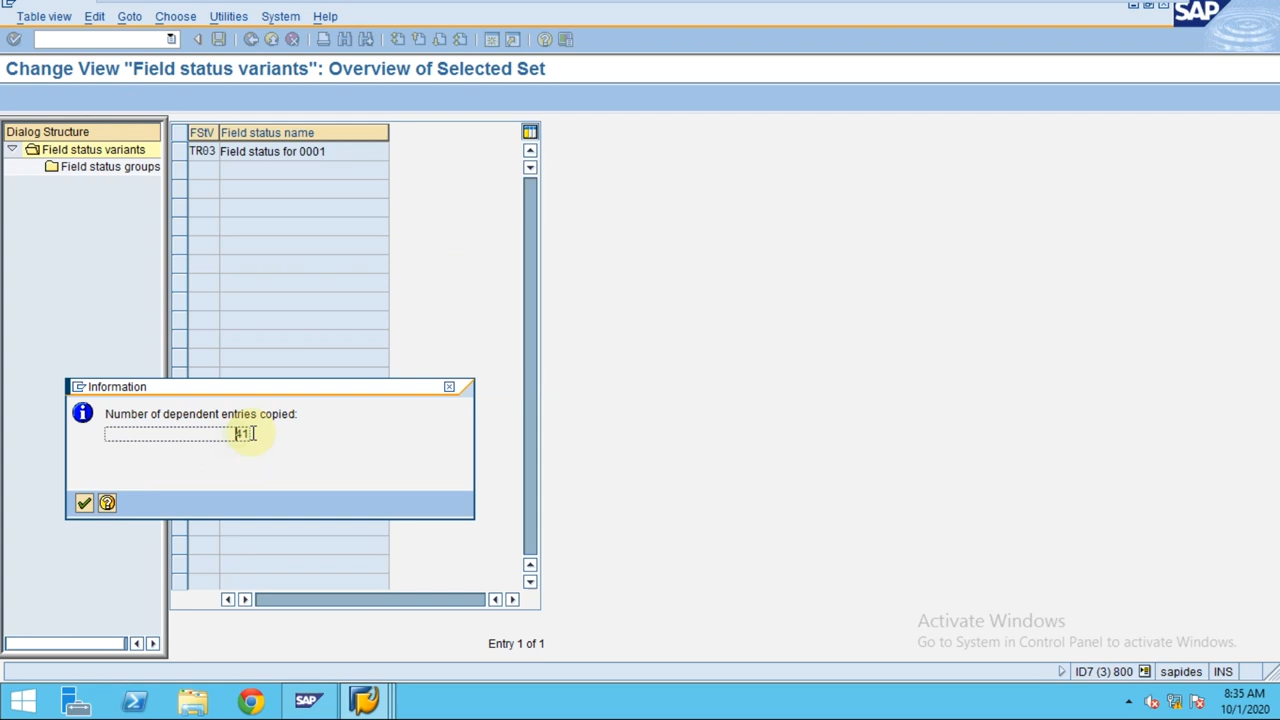 Table view Edit Goto Choose Utilities System Help
SAP
Change View "Field status variants": Overview of Selected Set
Dialog Structure
Field status variants
Field status groups
FStV Field status name
TR03 Field status for 0001
Information
Number of dependent entries copied:
41
Entry 1 of 1
Activate Windows
Go to System in Control Panel to activate Windows.
ID7 (3) 800 sapides INS
SAP
8:35 AM
10/1/2020